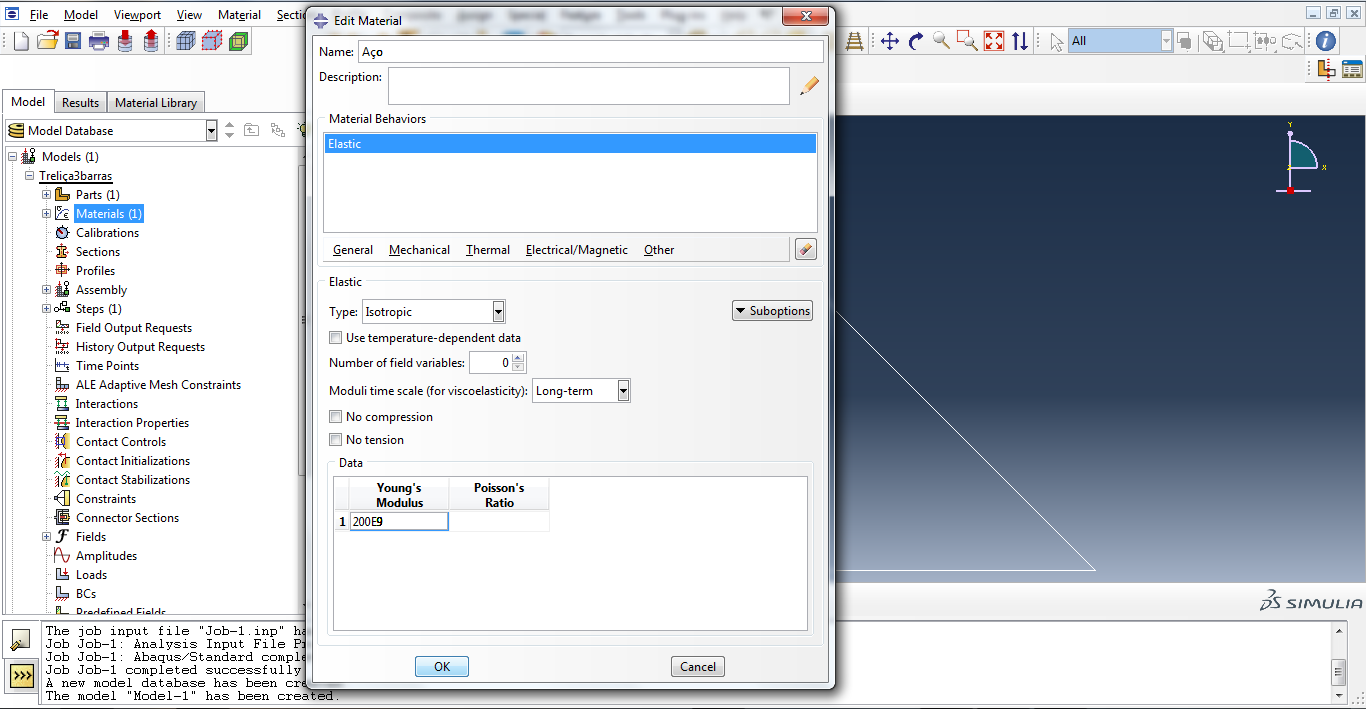 File Model Viewport View Material Sectio
Edit Material
All
Name: Aço
Description:
Material Behaviors
Elastic
General Mechanical Thermal Electrical/Magnetic Other
Elastic
Type: Isotropic
Suboptions
Use temperature-dependent data
Number of field variables: 0
Moduli time scale (for viscoelasticity): Long-term
No compression
No tension
Data
Young's Modulus
Poisson's Ratio
1 200E9
OK Cancel
Model Results Material Library
Model Database
Models (1)
Treliça3barras
Parts (1)
Materials (1)
Calibrations
Sections
Profiles
Assembly
Steps (1)
Field Output Requests
History Output Requests
Time Points
ALE Adaptive Mesh Constraints
Interactions
Interaction Properties
Contact Controls
Contact Initializations
Contact Stabilizations
Constraints
Connector Sections
Fields
Amplitudes
Loads
BCs
Predefined Fields
Y
X
SIMULIA
The job input file "Job-1.inp" ha
Job Job-1: Analysis Input File P
Job Job-1: Abaqus/Standard comple
Job Job-1 completed successfully
A new model database has been cre
The model "Model-1" has been created.